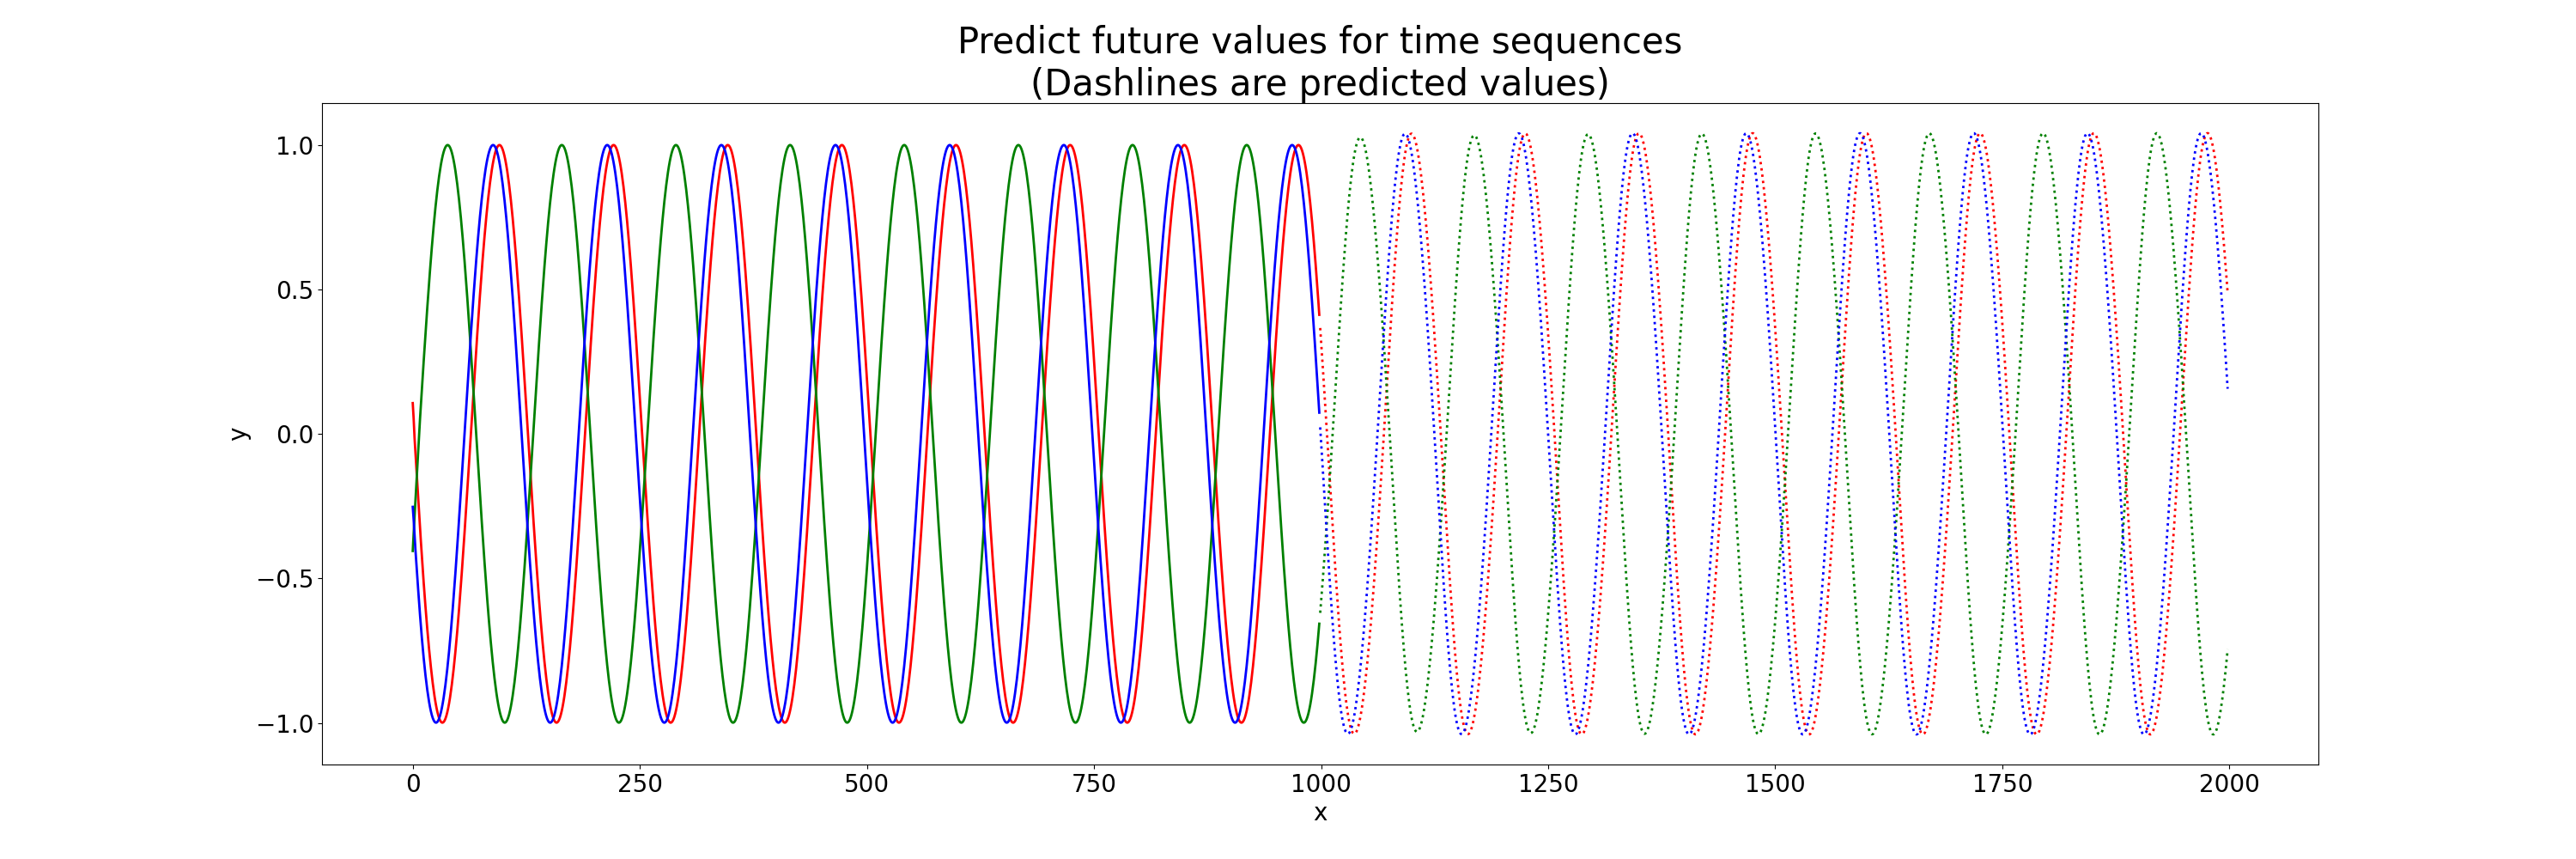 Predict future values for time sequences
(Dashlines are predicted values)
1.0
0.5
0.0
−0.5
−1.0
y
0 250 500 750 1000 1250 1500 1750 2000
x